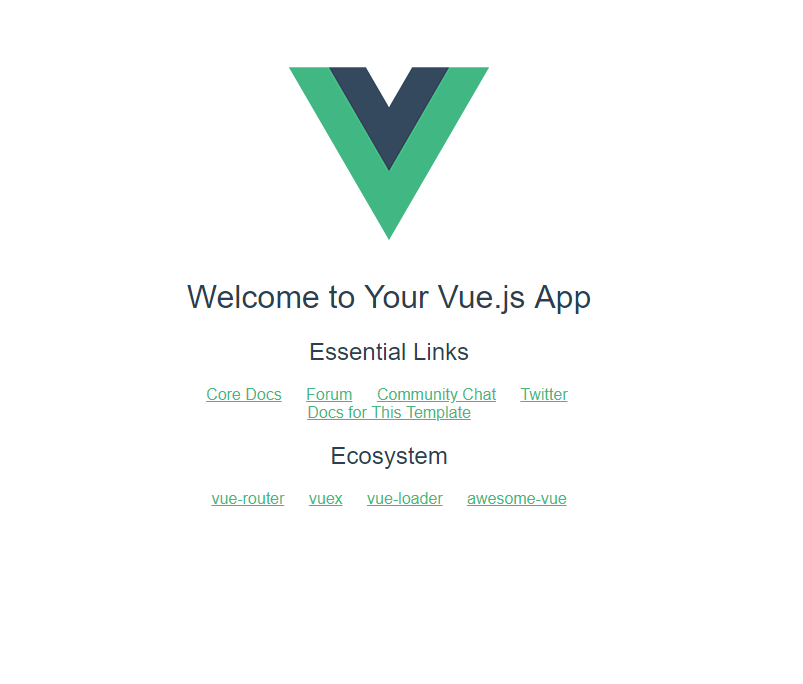 Welcome to Your Vue.js App
Essential Links
Core Docs Forum Community Chat Twitter
Docs for This Template
Ecosystem
vue-router vuex vue-loader awesome-vue